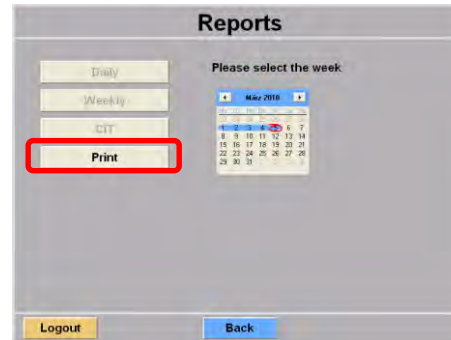 Reports
Daily
Weekly
CIT
Print
Please select the week
März 2010
1 2 3 4 5 6 7
8 9 10 11 12 13 14
15 16 17 18 19 20 21
22 23 24 25 26 27 28
29 30 31
Logout
Back